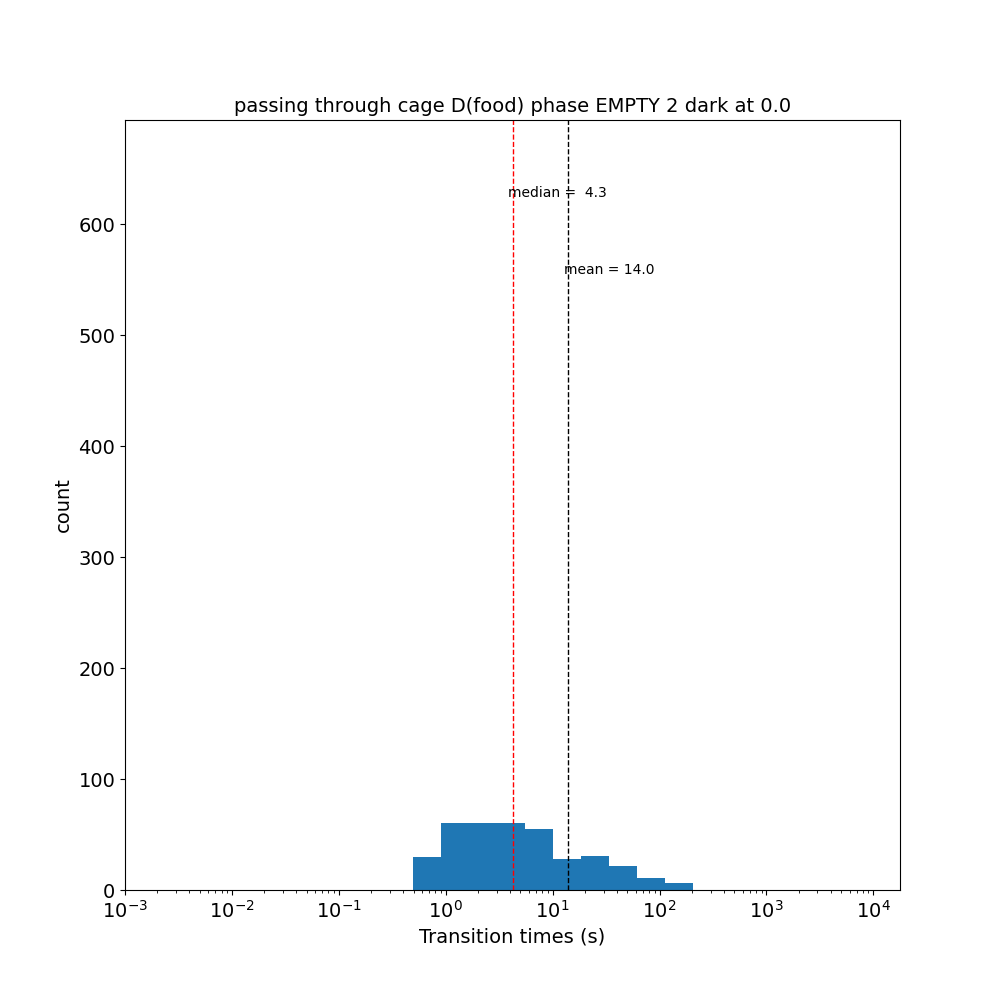 passing through cage D(food) phase EMPTY 2 dark at 0.0
median =  4.3
mean = 14.0
600
500
400
300
200
100
0
count
10⁻³ 10⁻² 10⁻¹ 10⁰ 10¹ 10² 10³ 10⁴
Transition times (s)